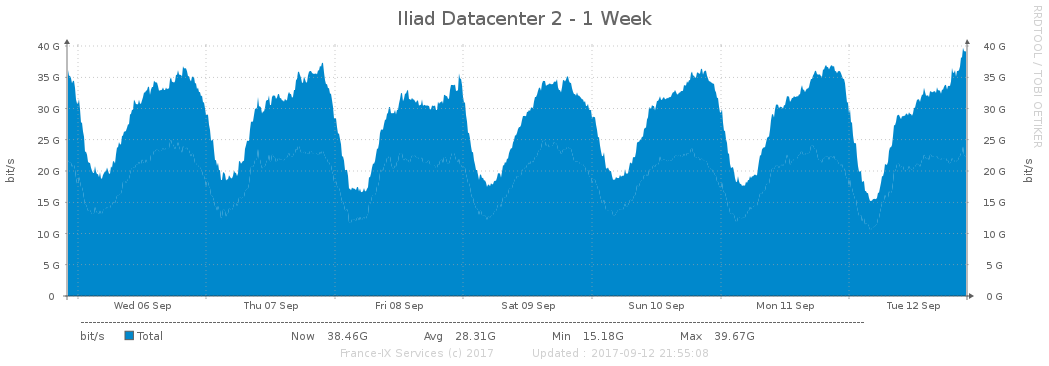 Iliad Datacenter 2 - 1 Week
RRDTOOL / TOBI OETIKER
40 G 40 G
35 G 35 G
30 G 30 G
25 G 25 G
20 G 20 G
15 G 15 G
10 G 10 G
5 G 5 G
0 0 G
bit/s bit/s
Wed 06 Sep Thu 07 Sep Fri 08 Sep Sat 09 Sep Sun 10 Sep Mon 11 Sep Tue 12 Sep
bit/s Total Now 38.46G Avg 28.31G Min 15.18G Max 39.67G
France-IX Services (c) 2017 Updated : 2017-09-12 21:55:08